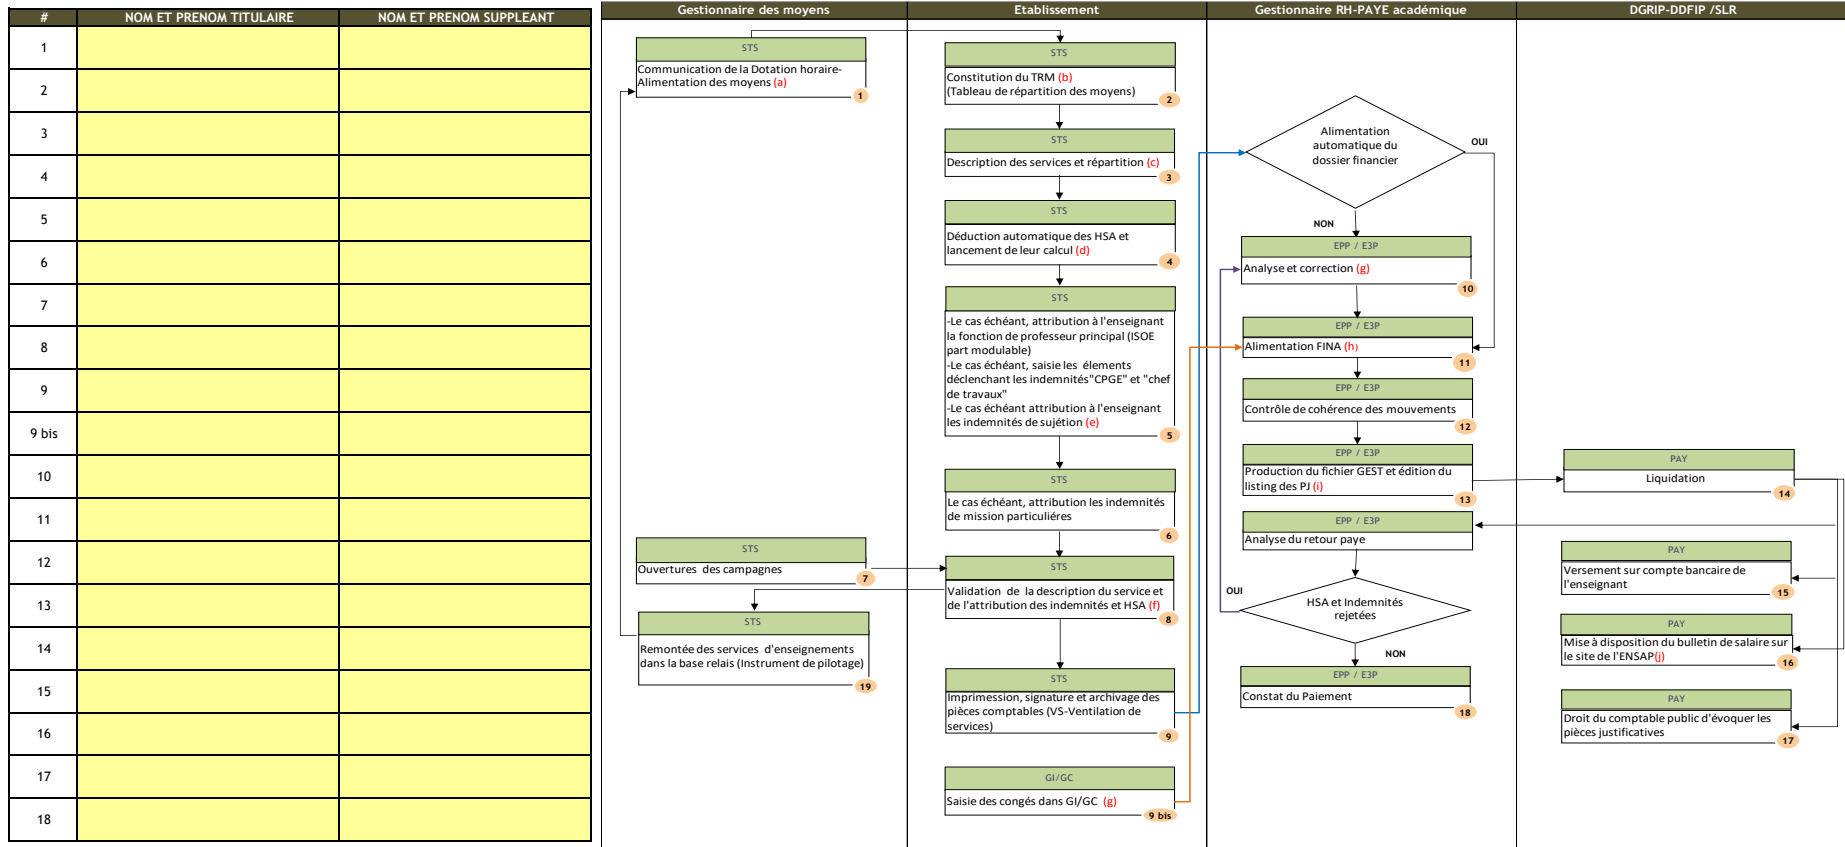 # NOM ET PRENOM TITULAIRE NOM ET PRENOM SUPPLEANT
1
2
3
4
5
6
7
8
9
9 bis
10
11
12
13
14
15
16
17
18
Gestionnaire des moyens
STS
Communication de la Dotation horaire-
Alimentation des moyens (a)
1
STS
Ouvertures des campagnes
7
STS
Remontée des services d'enseignements
dans la base relais (Instrument de pilotage)
19
Etablissement
STS
Constitution du TRM (b)
(Tableau de répartition des moyens)
2
STS
Description des services et répartition (c)
3
STS
Déduction automatique des HSA et
lancement de leur calcul (d)
4
STS
-Le cas échéant, attribution à l'enseignant
la fonction de professeur principal (ISOE
part modulable)
-Le cas échéant, saisie les élements
déclenchant les indemnités"CPGE" et "chef
de travaux"
-Le cas échéant attribution à l'enseignant
les indemnités de sujétion (e)
5
STS
Le cas échéant, attribution les indemnités
de mission particuliéres
6
STS
Validation de la description du service et
de l'attribution des indemnités et HSA (f)
8
STS
Imprimession, signature et archivage des
pièces comptables (VS-Ventilation de
services)
9
GI/GC
Saisie des congés dans GI/GC (g)
9 bis
Gestionnaire RH-PAYE académique
Alimentation
automatique du
dossier financier
OUI
NON
EPP / E3P
Analyse et correction (g)
10
EPP / E3P
Alimentation FINA (h)
11
EPP / E3P
Contrôle de cohérence des mouvements
12
EPP / E3P
Production du fichier GEST et édition du
listing des PJ (i)
13
EPP / E3P
Analyse du retour paye
OUI
HSA et Indemnités
rejetées
NON
EPP / E3P
Constat du Paiement
18
DGRIP-DDFIP /SLR
PAY
Liquidation
14
PAY
Versement sur compte bancaire de
l'enseignant
15
PAY
Mise à disposition du bulletin de salaire sur
le site de l'ENSAP(j)
16
PAY
Droit du comptable public d'évoquer les
pièces justificatives
17